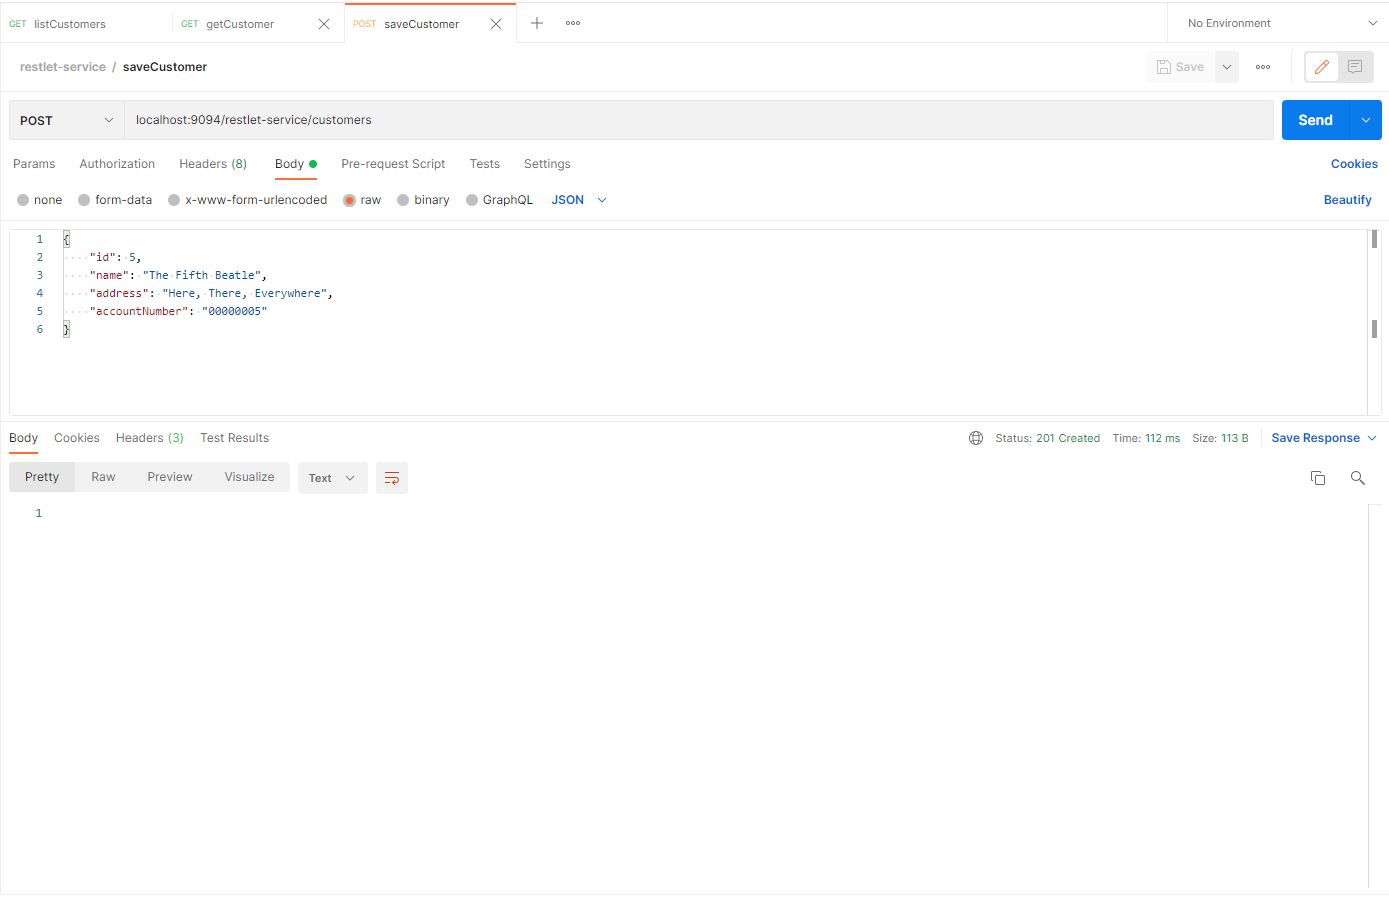 GET listCustomers GET getCustomer POST saveCustomer No Environment
restlet-service / saveCustomer Save
POST localhost:9094/restlet-service/customers Send
Params Authorization Headers (8) Body Pre-request Script Tests Settings Cookies
none form-data x-www-form-urlencoded raw binary GraphQL JSON Beautify
1 {
2 "id": 5,
3 "name": "The Fifth Beatle",
4 "address": "Here, There, Everywhere",
5 "accountNumber": "00000005"
6 }
Body Cookies Headers (3) Test Results Status: 201 Created Time: 112 ms Size: 113 B Save Response
Pretty Raw Preview Visualize Text
1